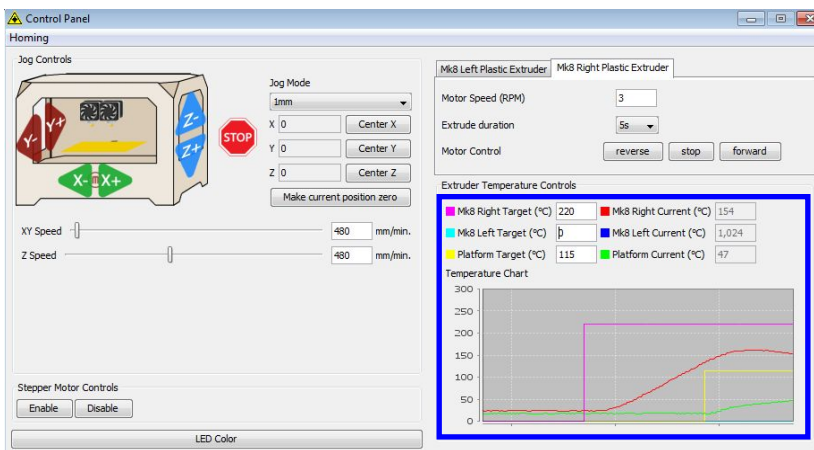 Control Panel
Homing
Jog Controls
Y- Y+
Z-
Z+
X- X+
STOP
Jog Mode
1mm
X 0 Center X
Y 0 Center Y
Z 0 Center Z
Make current position zero
XY Speed 480 mm/min.
Z Speed 480 mm/min.
Stepper Motor Controls
Enable Disable
LED Color
Mk8 Left Plastic Extruder Mk8 Right Plastic Extruder
Motor Speed (RPM) 3
Extrude duration 5s
Motor Control reverse stop forward
Extruder Temperature Controls
Mk8 Right Target (°C) 220 Mk8 Right Current (°C) 154
Mk8 Left Target (°C) 0 Mk8 Left Current (°C) 1,024
Platform Target (°C) 115 Platform Current (°C) 47
Temperature Chart
300
250
200
150
100
50
0